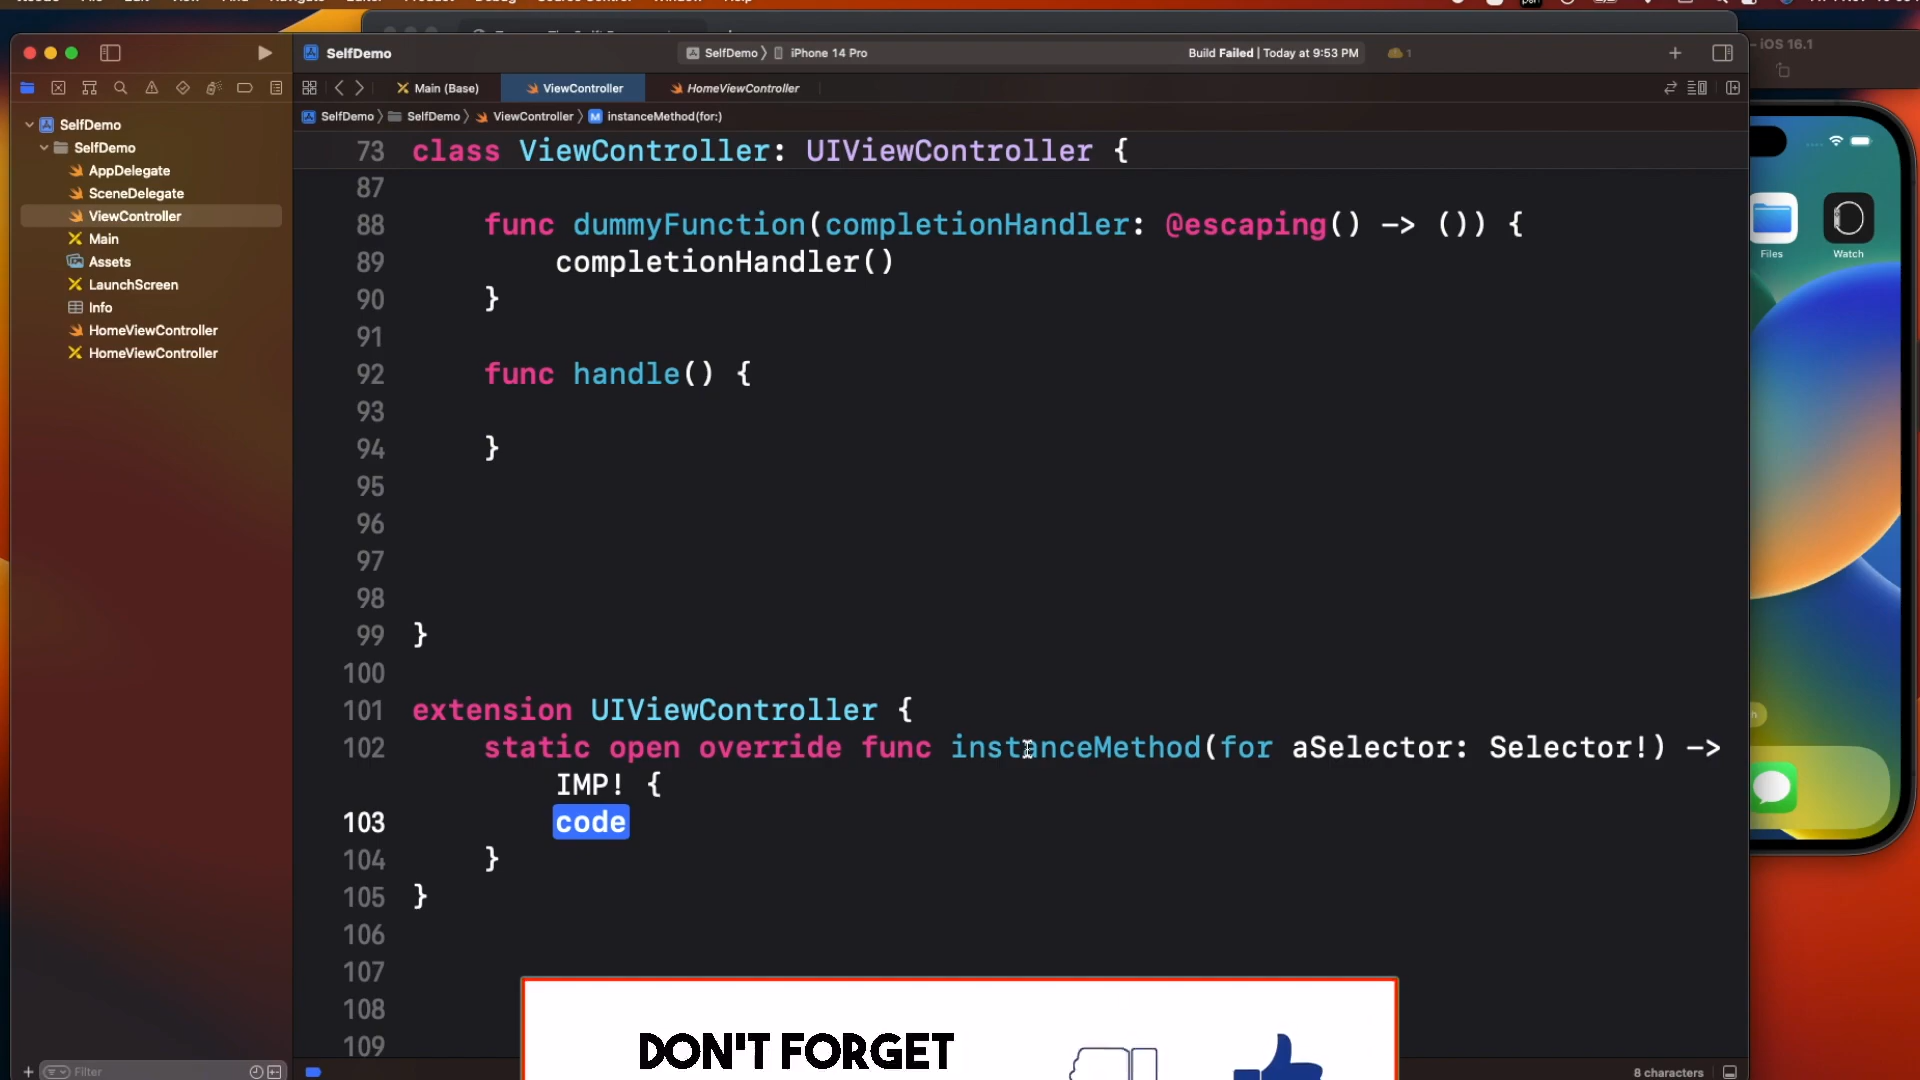 SelfDemo
SelfDemo
iPhone 14 Pro
Build Failed | Today at 9:53 PM
1
iOS 16.1
Main (Base)
ViewController
HomeViewController
SelfDemo
SelfDemo
ViewController
M
instanceMethod(for:)
SelfDemo
SelfDemo
AppDelegate
SceneDelegate
ViewController
Main
Assets
LaunchScreen
Info
HomeViewController
HomeViewController
73 class ViewController: UIViewController {
87
88 func dummyFunction(completionHandler: @escaping() -> ()) {
89 completionHandler()
90 }
91
92 func handle() {
93
94 }
95
96
97
98
99 }
100
101 extension UIViewController {
102 static open override func instanceMethod(for aSelector: Selector!) ->
IMP! {
103 code
104 }
105 }
106
107
108
109
Files
Watch
DON'T FORGET
Filter
8 characters